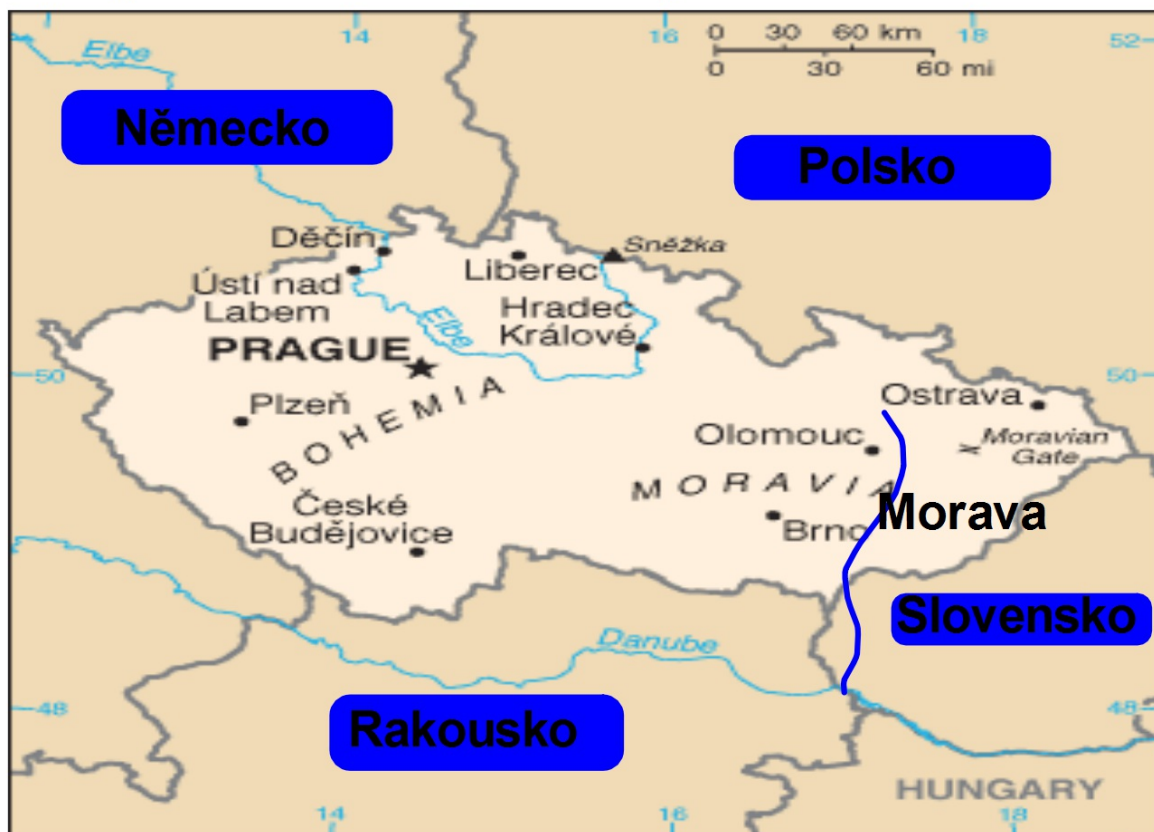 14
16
18
52
0 30 60 km
0 30 60 mi
Elbe
Německo
Polsko
Děčín
Sněžka
Liberec
Ústí nad
Labem
Hradec
Králové
Elbe
PRAGUE
50
50
Plzeň
BOHEMIA
Ostrava
Olomouc
Moravian
Gate
MORAVIA
Morava
Brno
České
Budějovice
Slovensko
Danube
48
48
Rakousko
HUNGARY
14
16
18